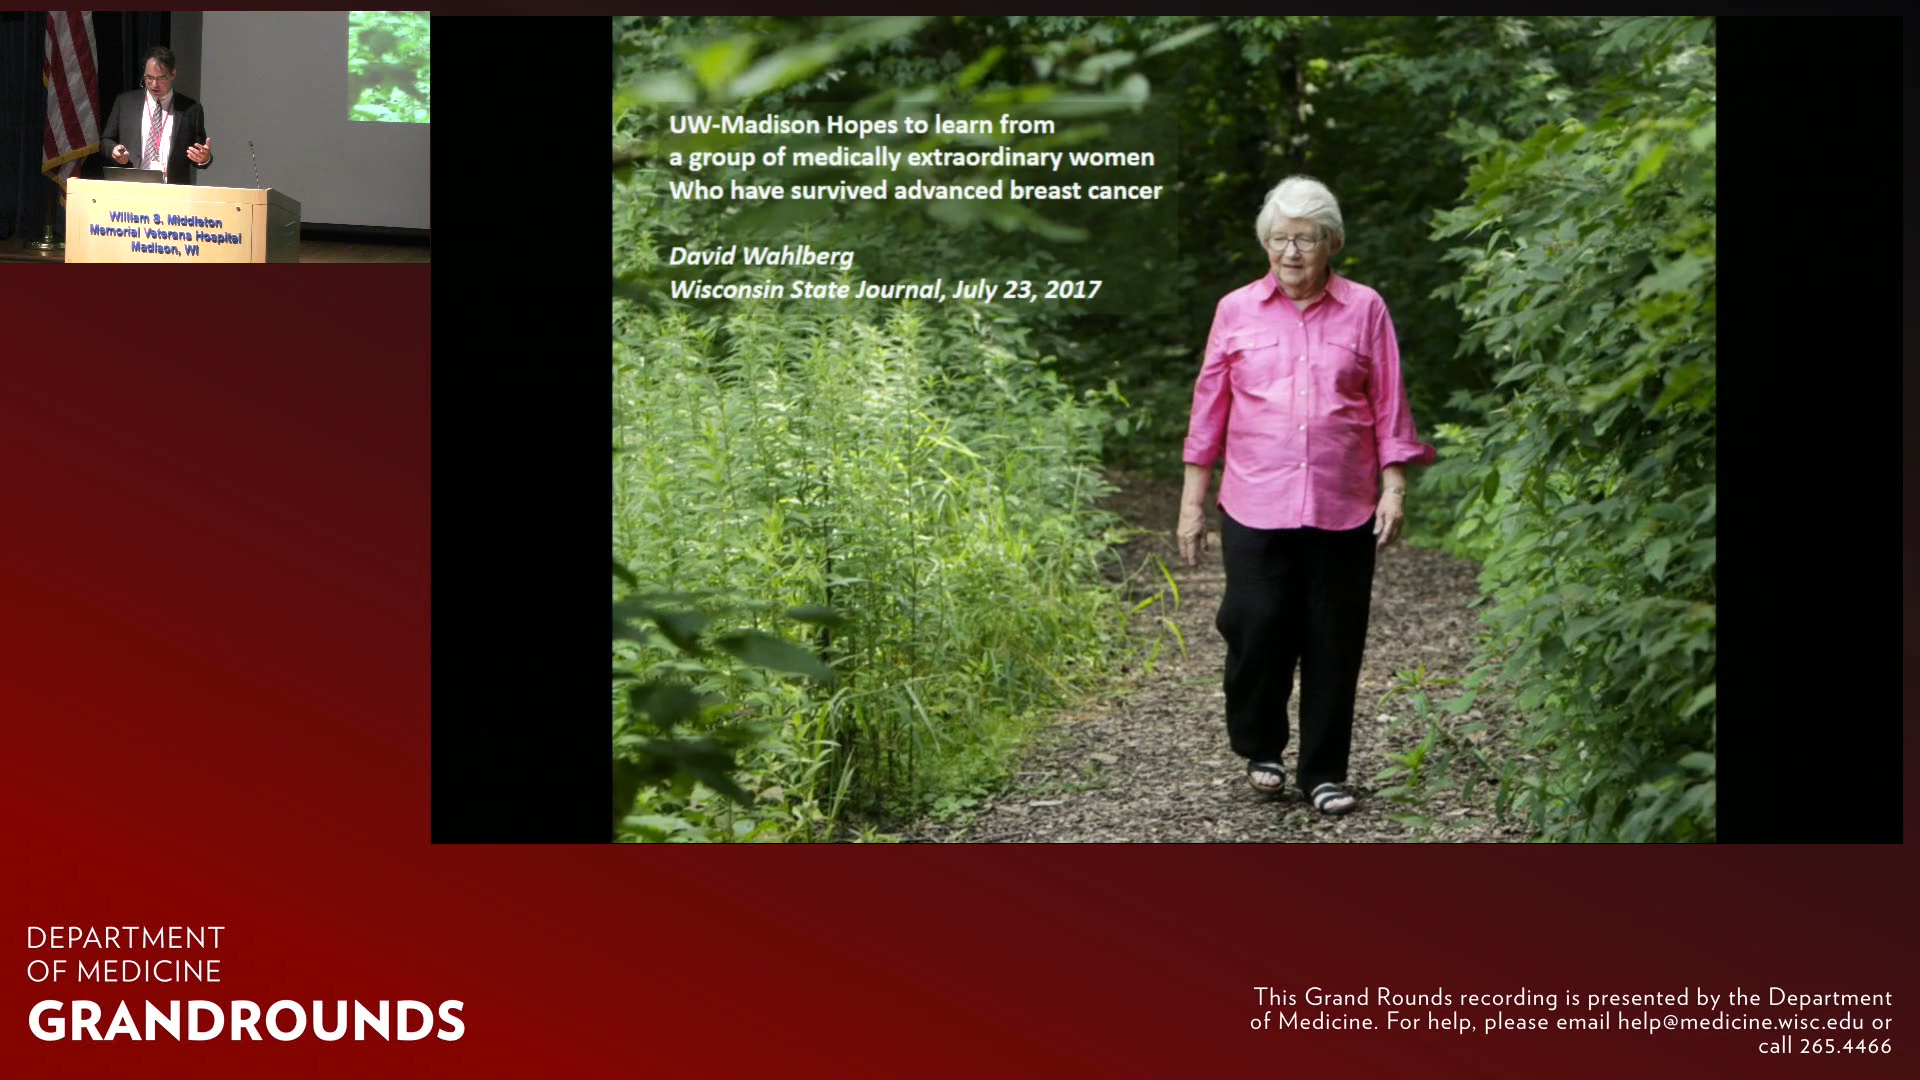 William S. Middleton
Memorial Veterans Hospital
Madison, WI
UW-Madison Hopes to learn from
a group of medically extraordinary women
Who have survived advanced breast cancer
David Wahlberg
Wisconsin State Journal, July 23, 2017
DEPARTMENT
OF MEDICINE
GRANDROUNDS
This Grand Rounds recording is presented by the Department
of Medicine. For help, please email help@medicine.wisc.edu or
call 265.4466